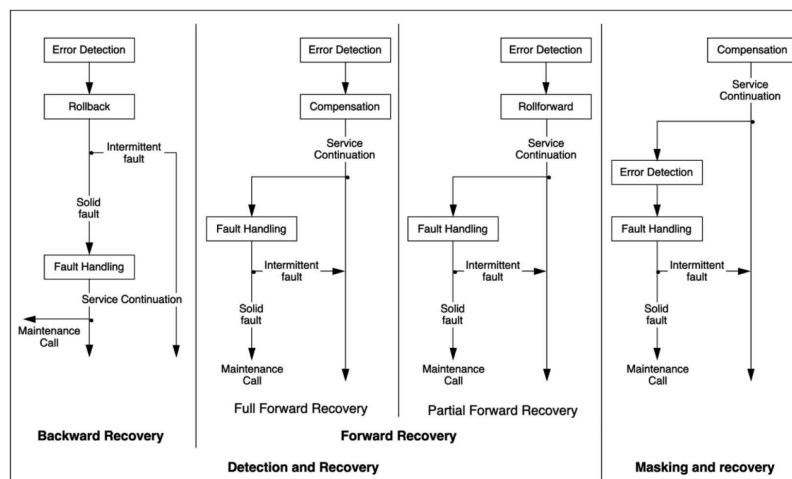 Error Detection
Rollback
Intermittent
fault
Solid
fault
Fault Handling
Service Continuation
Maintenance
Call
Backward Recovery
Error Detection
Compensation
Service
Continuation
Fault Handling
Intermittent
fault
Solid
fault
Maintenance
Call
Full Forward Recovery
Error Detection
Rollforward
Service
Continuation
Fault Handling
Intermittent
fault
Solid
fault
Maintenance
Call
Partial Forward Recovery
Forward Recovery
Detection and Recovery
Compensation
Service
Continuation
Error Detection
Fault Handling
Intermittent
fault
Solid
fault
Maintenance
Call
Masking and recovery